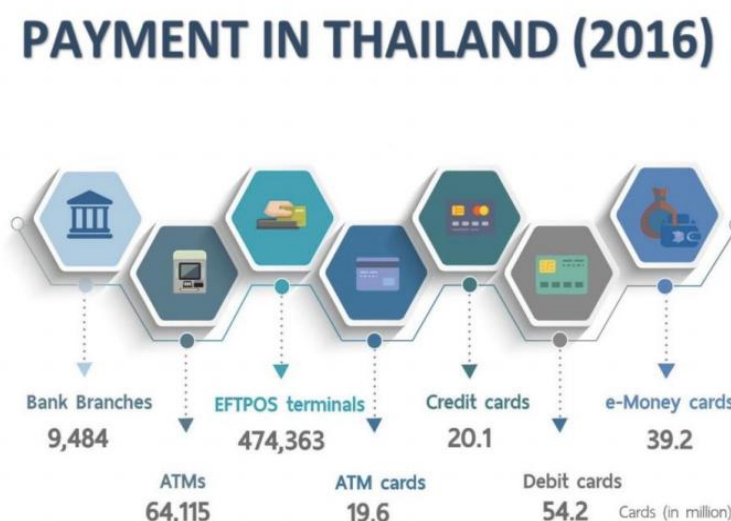 PAYMENT IN THAILAND (2016)
Bank Branches
9,484
ATMs
64,115
EFTPOS terminals
474,363
ATM cards
19.6
Credit cards
20.1
Debit cards
54.2
e-Money cards
39.2
Cards (in million)